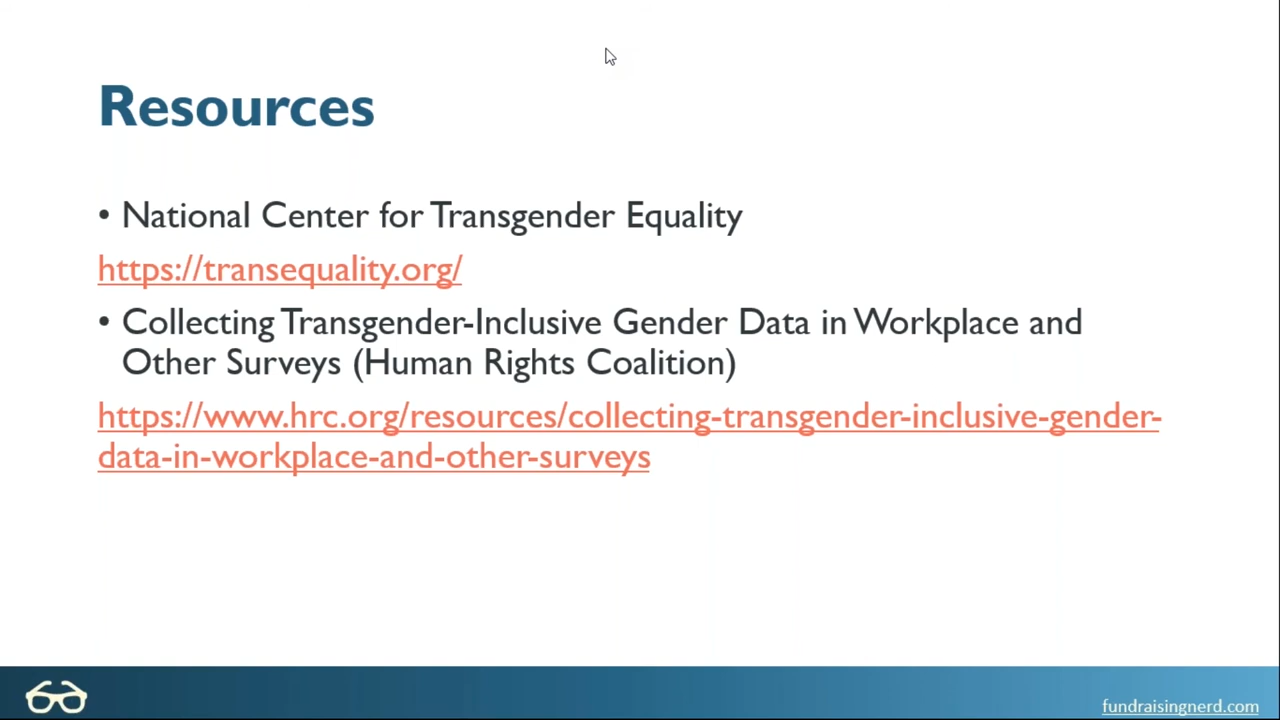 Resources
• National Center for Transgender Equality
https://transequality.org/
• Collecting Transgender-Inclusive Gender Data in Workplace and
Other Surveys (Human Rights Coalition)
https://www.hrc.org/resources/collecting-transgender-inclusive-gender-
data-in-workplace-and-other-surveys
fundraisingnerd.com